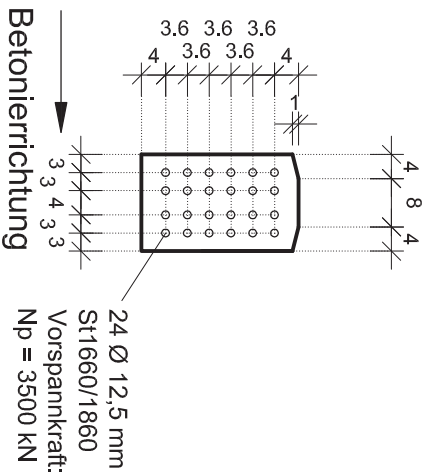 3.6 3.6 3.6
4 3.6 3.6 4
1
4 8 4
3 3 4 3 3
Betonierrichtung
24 Ø 12,5 mm
St1660/1860
Vorspannkraft:
Np = 3500 kN